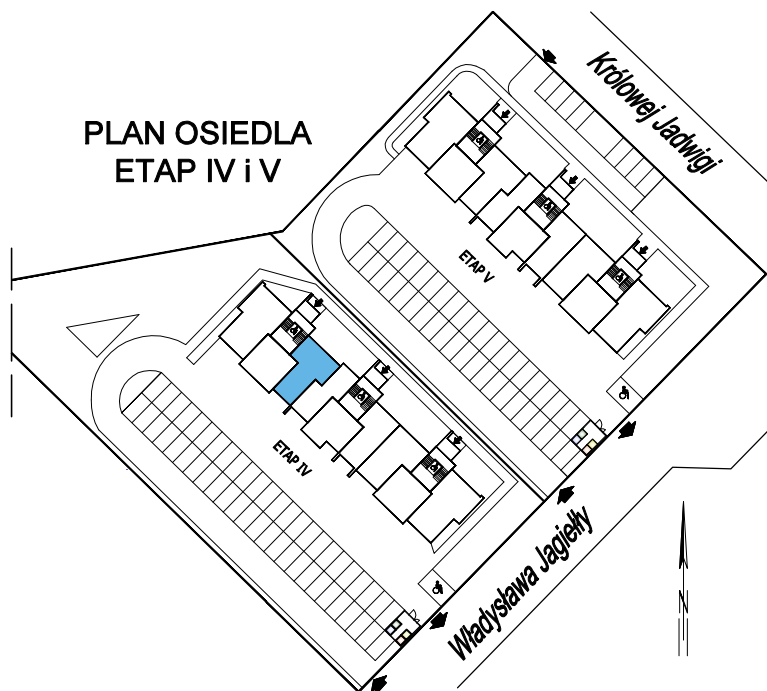 PLAN OSIEDLA
ETAP IV i V
Królowej Jadwigi
ETAP V
ETAP IV
Władysława Jagiełły
N